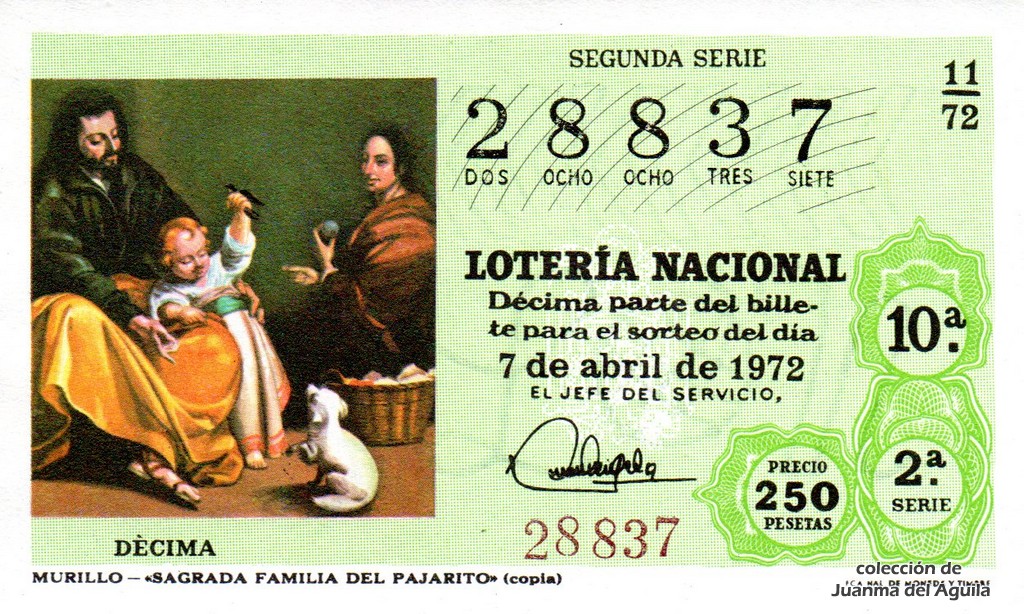 SEGUNDA SERIE
11
72
28837
DOS OCHO OCHO TRES SIETE
LOTERÍA NACIONAL
Décima parte del bille-
te para el sorteo del día
7 de abril de 1972
EL JEFE DEL SERVICIO,
10ª.
PRECIO
250
PESETAS
2.ª
SERIE
28837
DÈCIMA
MURILLO – «SAGRADA FAMILIA DEL PAJARITO» (copia)
colección de
Juanma del Aguila